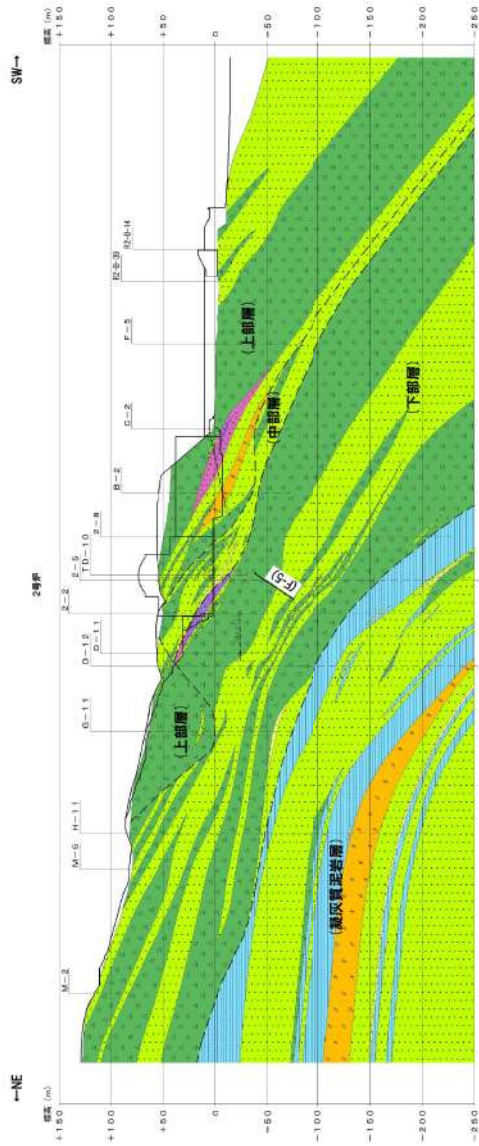 ←NE
2号炉
SW→
標高 (m)
標高 (m)
M-2
M-6
H-11
G-11
D-12
D-11
2-2
2-5
TD-10
2-8
B-2
C-2
F-5
R2-B-39
R2-B-14
+150
+100
+50
0
-50
-100
-150
-200
-250
+150
+100
+50
0
-50
-100
-150
-200
-250
(上部層)
(上部層)
(中部層)
(F-5)
(下部層)
(凝灰質泥岩層)